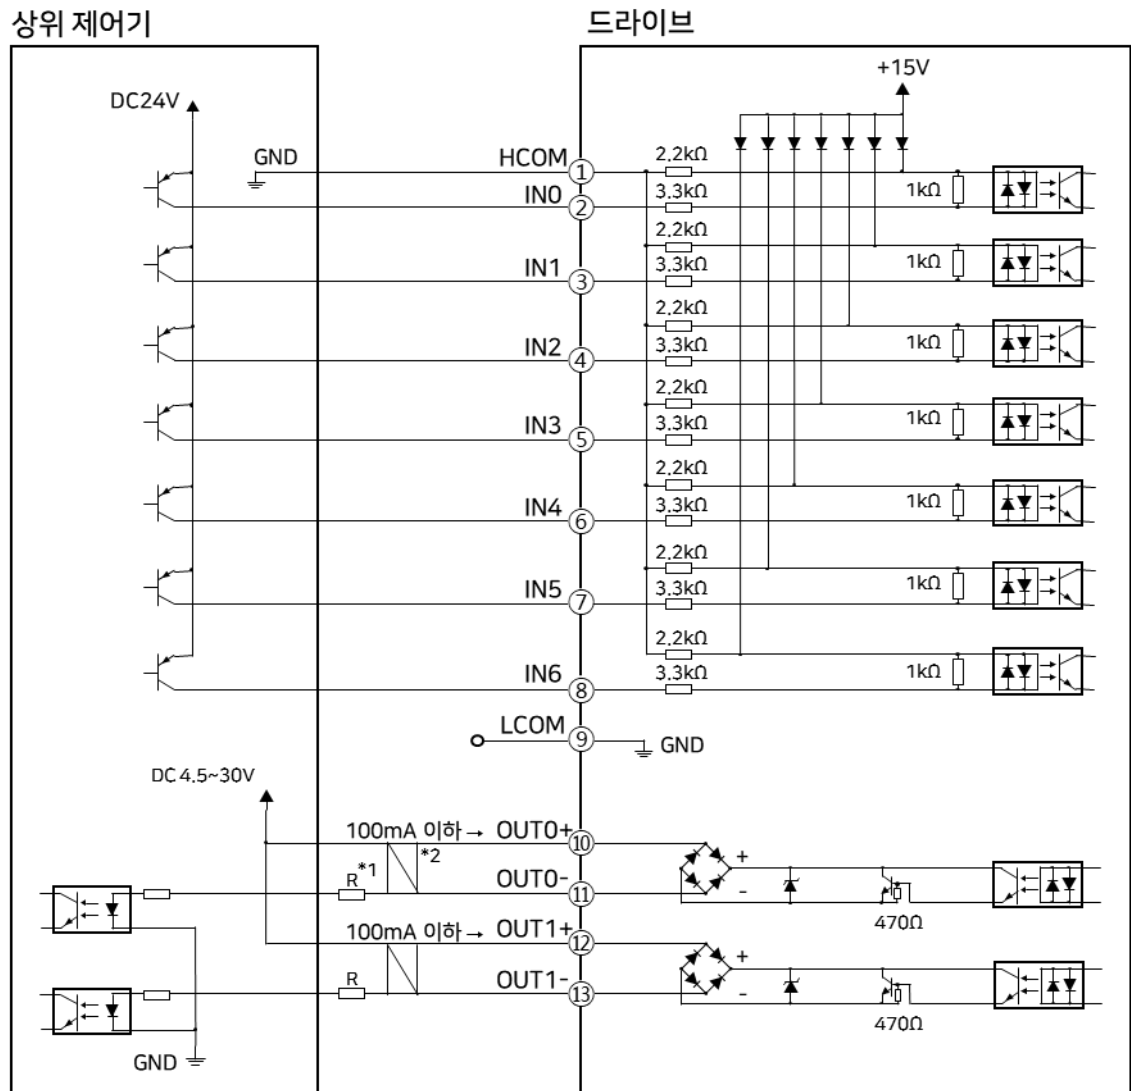 상위 제어기
드라이브
+15V
DC24V
GND
HCOM
①
2.2kΩ
1kΩ
IN0
②
3.3kΩ
2.2kΩ
1kΩ
IN1
③
3.3kΩ
2.2kΩ
1kΩ
IN2
④
3.3kΩ
2.2kΩ
1kΩ
IN3
⑤
3.3kΩ
2.2kΩ
1kΩ
IN4
⑥
3.3kΩ
2.2kΩ
1kΩ
IN5
⑦
3.3kΩ
2.2kΩ
1kΩ
IN6
⑧
3.3kΩ
LCOM
⑨
GND
DC 4.5~30V
100mA 이하→ OUT0+
⑩
*2
+
R*1
OUT0-
⑪
-
470Ω
100mA 이하→ OUT1+
⑫
+
R
OUT1-
⑬
-
470Ω
GND